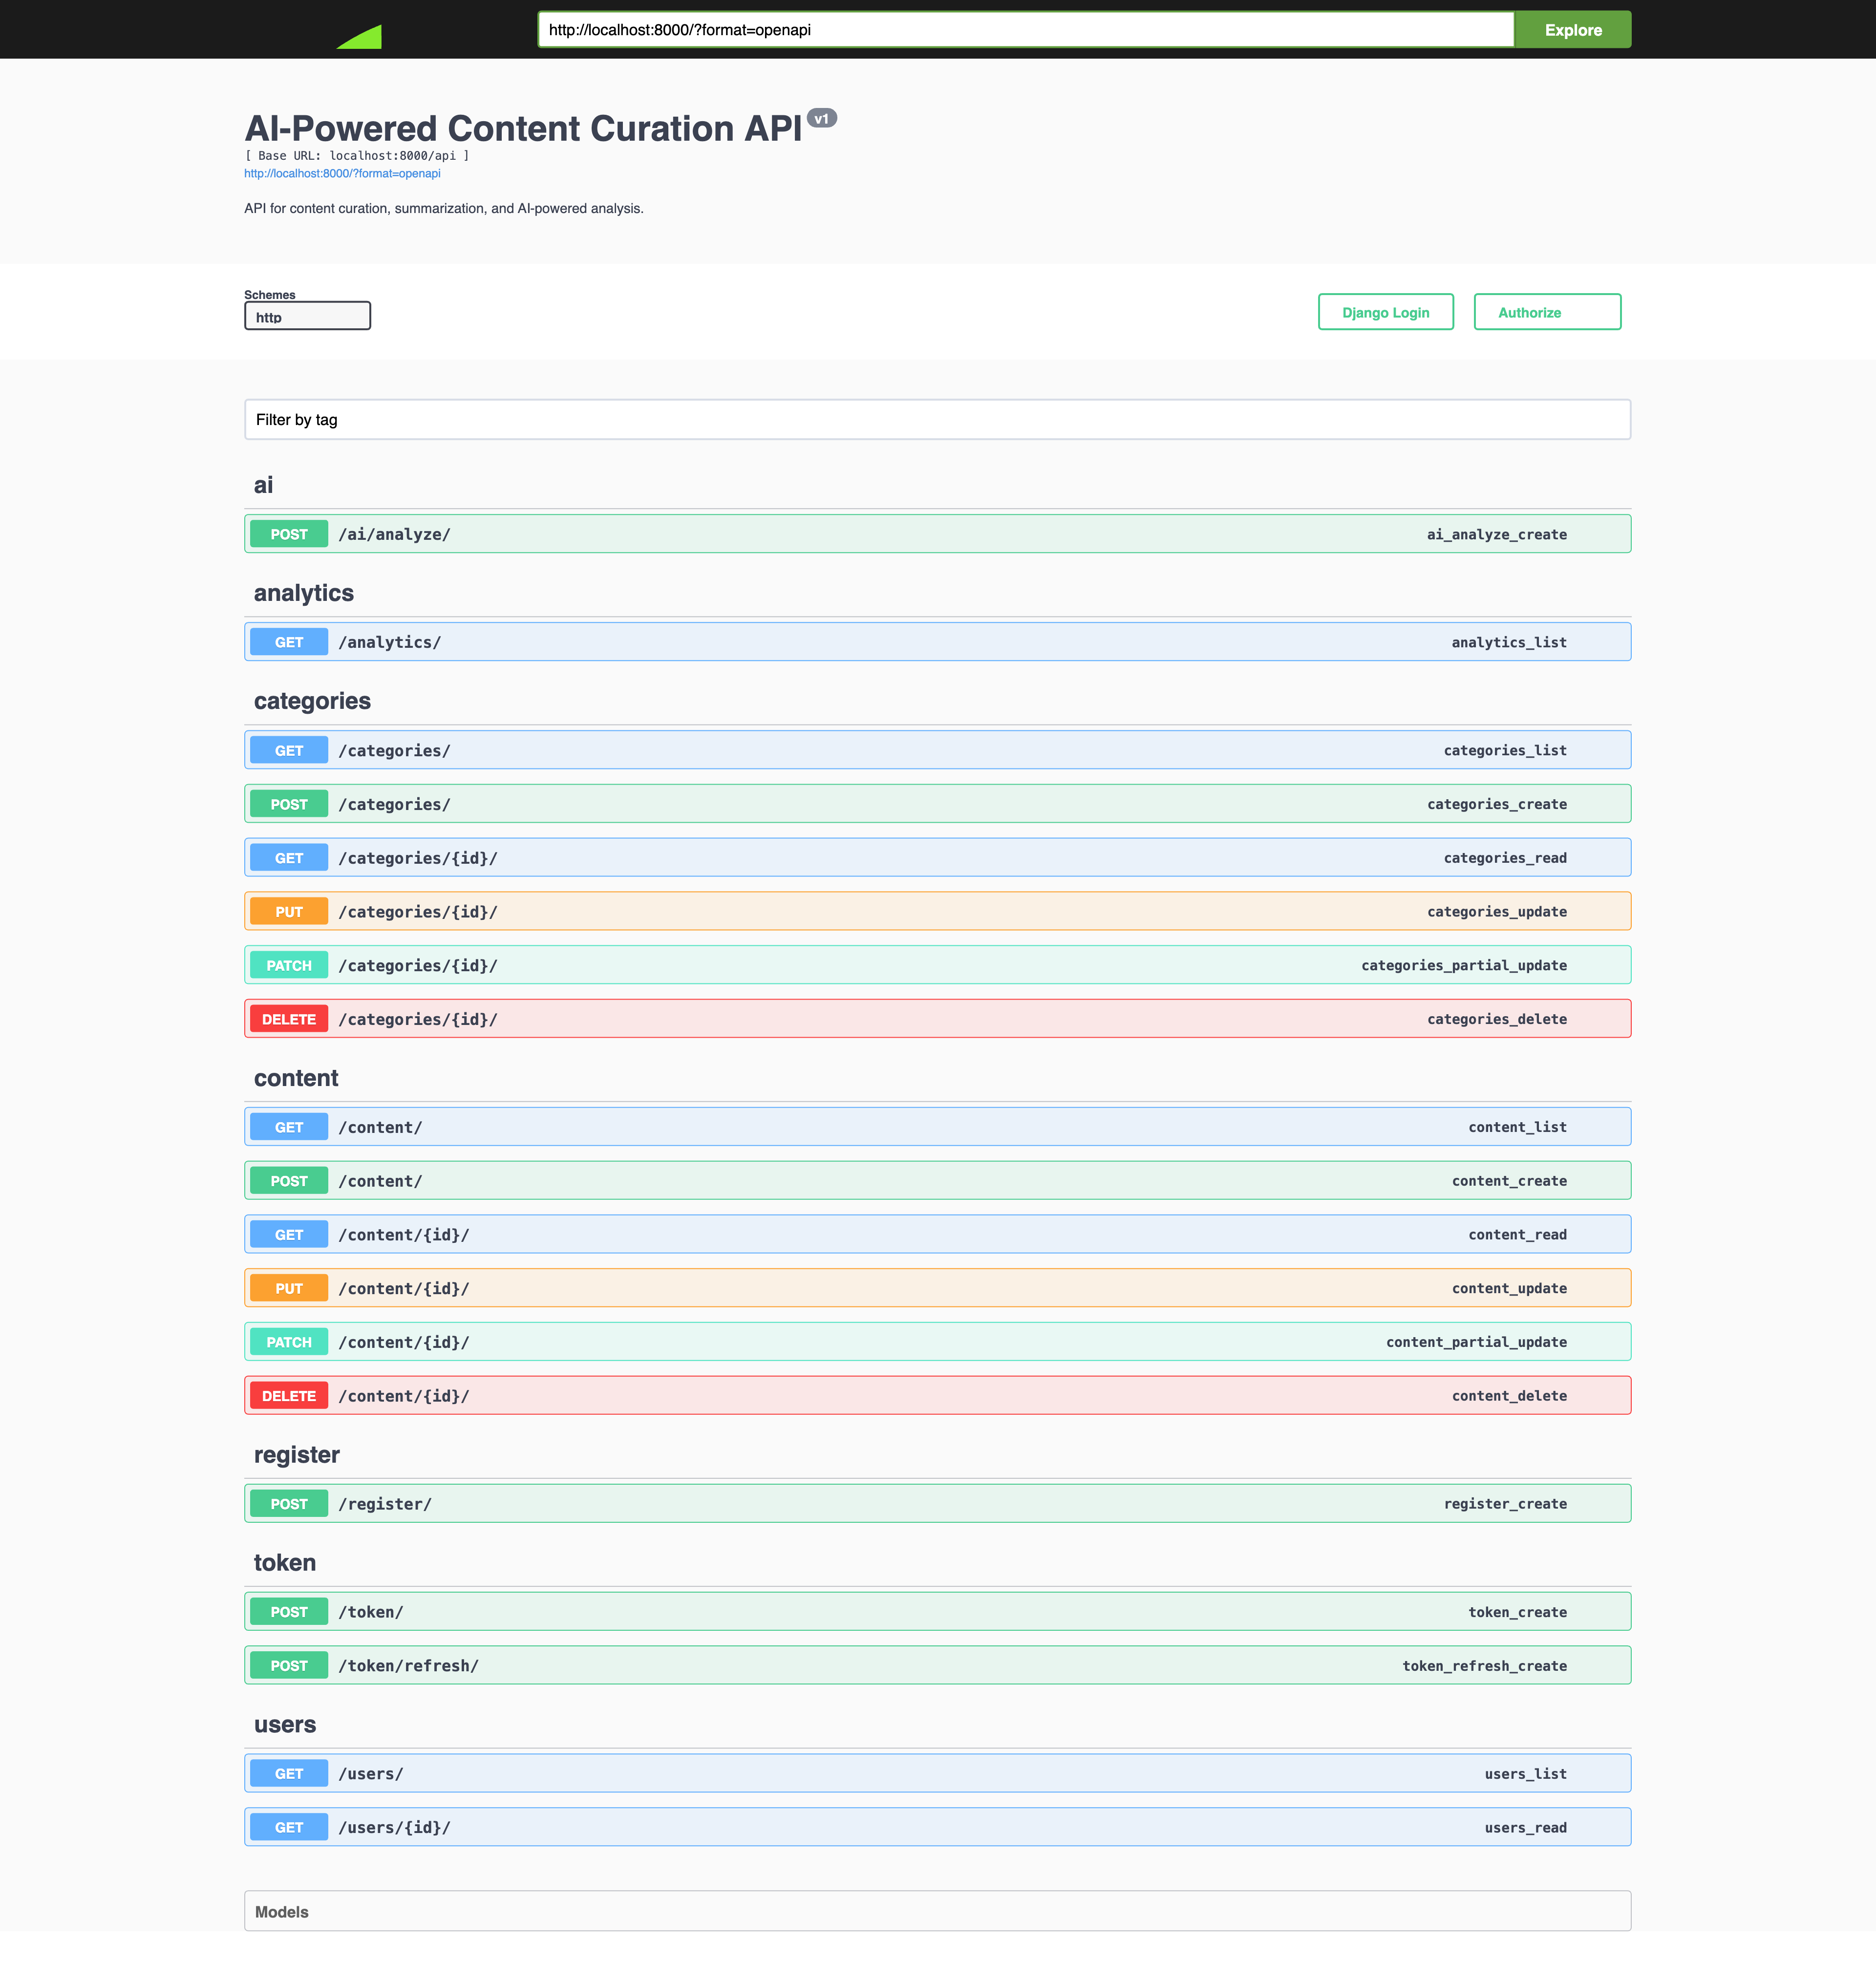 http://localhost:8000/?format=openapi Explore
AI-Powered Content Curation API v1
[ Base URL: localhost:8000/api ]
http://localhost:8000/?format=openapi
API for content curation, summarization, and AI-powered analysis.
Schemes
http Django Login Authorize
Filter by tag
ai
POST /ai/analyze/ ai_analyze_create
analytics
GET /analytics/ analytics_list
categories
GET /categories/ categories_list
POST /categories/ categories_create
GET /categories/{id}/ categories_read
PUT /categories/{id}/ categories_update
PATCH /categories/{id}/ categories_partial_update
DELETE /categories/{id}/ categories_delete
content
GET /content/ content_list
POST /content/ content_create
GET /content/{id}/ content_read
PUT /content/{id}/ content_update
PATCH /content/{id}/ content_partial_update
DELETE /content/{id}/ content_delete
register
POST /register/ register_create
token
POST /token/ token_create
POST /token/refresh/ token_refresh_create
users
GET /users/ users_list
GET /users/{id}/ users_read
Models